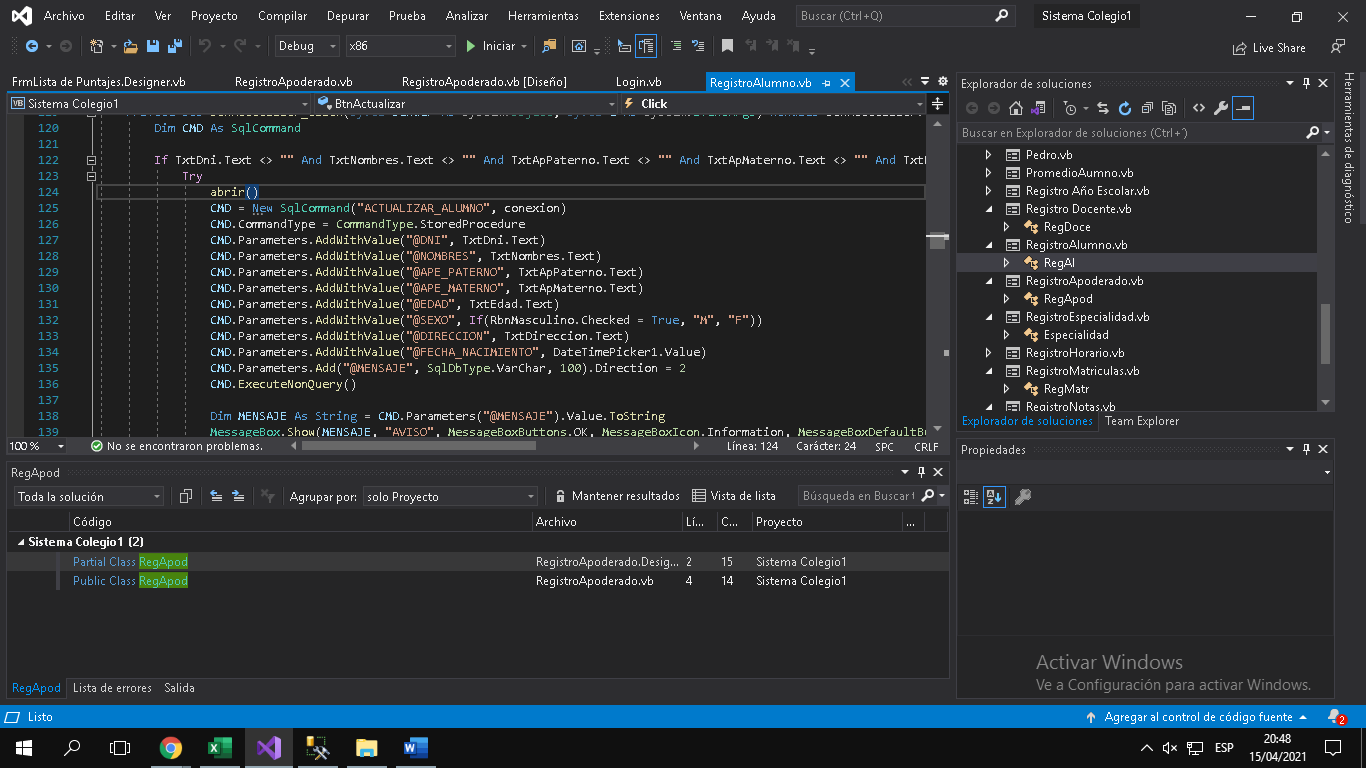 Archivo Editar Ver Proyecto Compilar Depurar Prueba Analizar Herramientas Extensiones Ventana Ayuda Buscar (Ctrl+Q) Sistema Colegio1
Debug x86 Iniciar Live Share
FrmLista de Puntajes.Designer.vb RegistroApoderado.vb RegistroApoderado.vb [Diseño] Login.vb RegistroAlumno.vb
Sistema Colegio1 BtnActualizar Click
120 Dim CMD As SqlCommand
121
122 If TxtDni.Text <> "" And TxtNombres.Text <> "" And TxtApPaterno.Text <> "" And TxtApMaterno.Text <> "" And
123 Try
124 abrir()
125 CMD = New SqlCommand("ACTUALIZAR_ALUMNO", conexion)
126 CMD.CommandType = CommandType.StoredProcedure
127 CMD.Parameters.AddWithValue("@DNI", TxtDni.Text)
128 CMD.Parameters.AddWithValue("@NOMBRES", TxtNombres.Text)
129 CMD.Parameters.AddWithValue("@APE_PATERNO", TxtApPaterno.Text)
130 CMD.Parameters.AddWithValue("@APE_MATERNO", TxtApMaterno.Text)
131 CMD.Parameters.AddWithValue("@EDAD", TxtEdad.Text)
132 CMD.Parameters.AddWithValue("@SEXO", If(RbnMasculino.Checked = True, "M", "F"))
133 CMD.Parameters.AddWithValue("@DIRECCION", TxtDireccion.Text)
134 CMD.Parameters.AddWithValue("@FECHA_NACIMIENTO", DateTimePicker1.Value)
135 CMD.Parameters.Add("@MENSAJE", SqlDbType.VarChar, 100).Direction = 2
136 CMD.ExecuteNonQuery()
137
138 Dim MENSAJE As String = CMD.Parameters("@MENSAJE").Value.ToString
139 MessageBox.Show(MENSAJE, "AVISO", MessageBoxButtons.OK, MessageBoxIcon.Information,
100 % No se encontraron problemas. Línea: 124 Carácter: 24 SPC CRLF
RegApod
Toda la solución Agrupar por: solo Proyecto Mantener resultados Vista de lista Búsqueda en Buscar
Código Archivo Lí... C... Proyecto ...
Sistema Colegio1 (2)
Partial Class RegApod RegistroApoderado.Desig... 2 15 Sistema Colegio1
Public Class RegApod RegistroApoderado.vb 4 14 Sistema Colegio1
RegApod Lista de errores Salida
Explorador de soluciones
Buscar en Explorador de soluciones (Ctrl+´)
Pedro.vb
PromedioAumno.vb
Registro Año Escolar.vb
Registro Docente.vb
RegDoce
RegistroAlumno.vb
RegAl
RegistroApoderado.vb
RegApod
RegistroEspecialidad.vb
Especialidad
RegistroHorario.vb
RegistroMatriculas.vb
RegMatr
RegistroNotas.vb
Explorador de soluciones Team Explorer
Propiedades
Herramientas de diagnóstico
Activar Windows
Ve a Configuración para activar Windows.
Listo Agregar al control de código fuente 2
ESP 20:48
15/04/2021